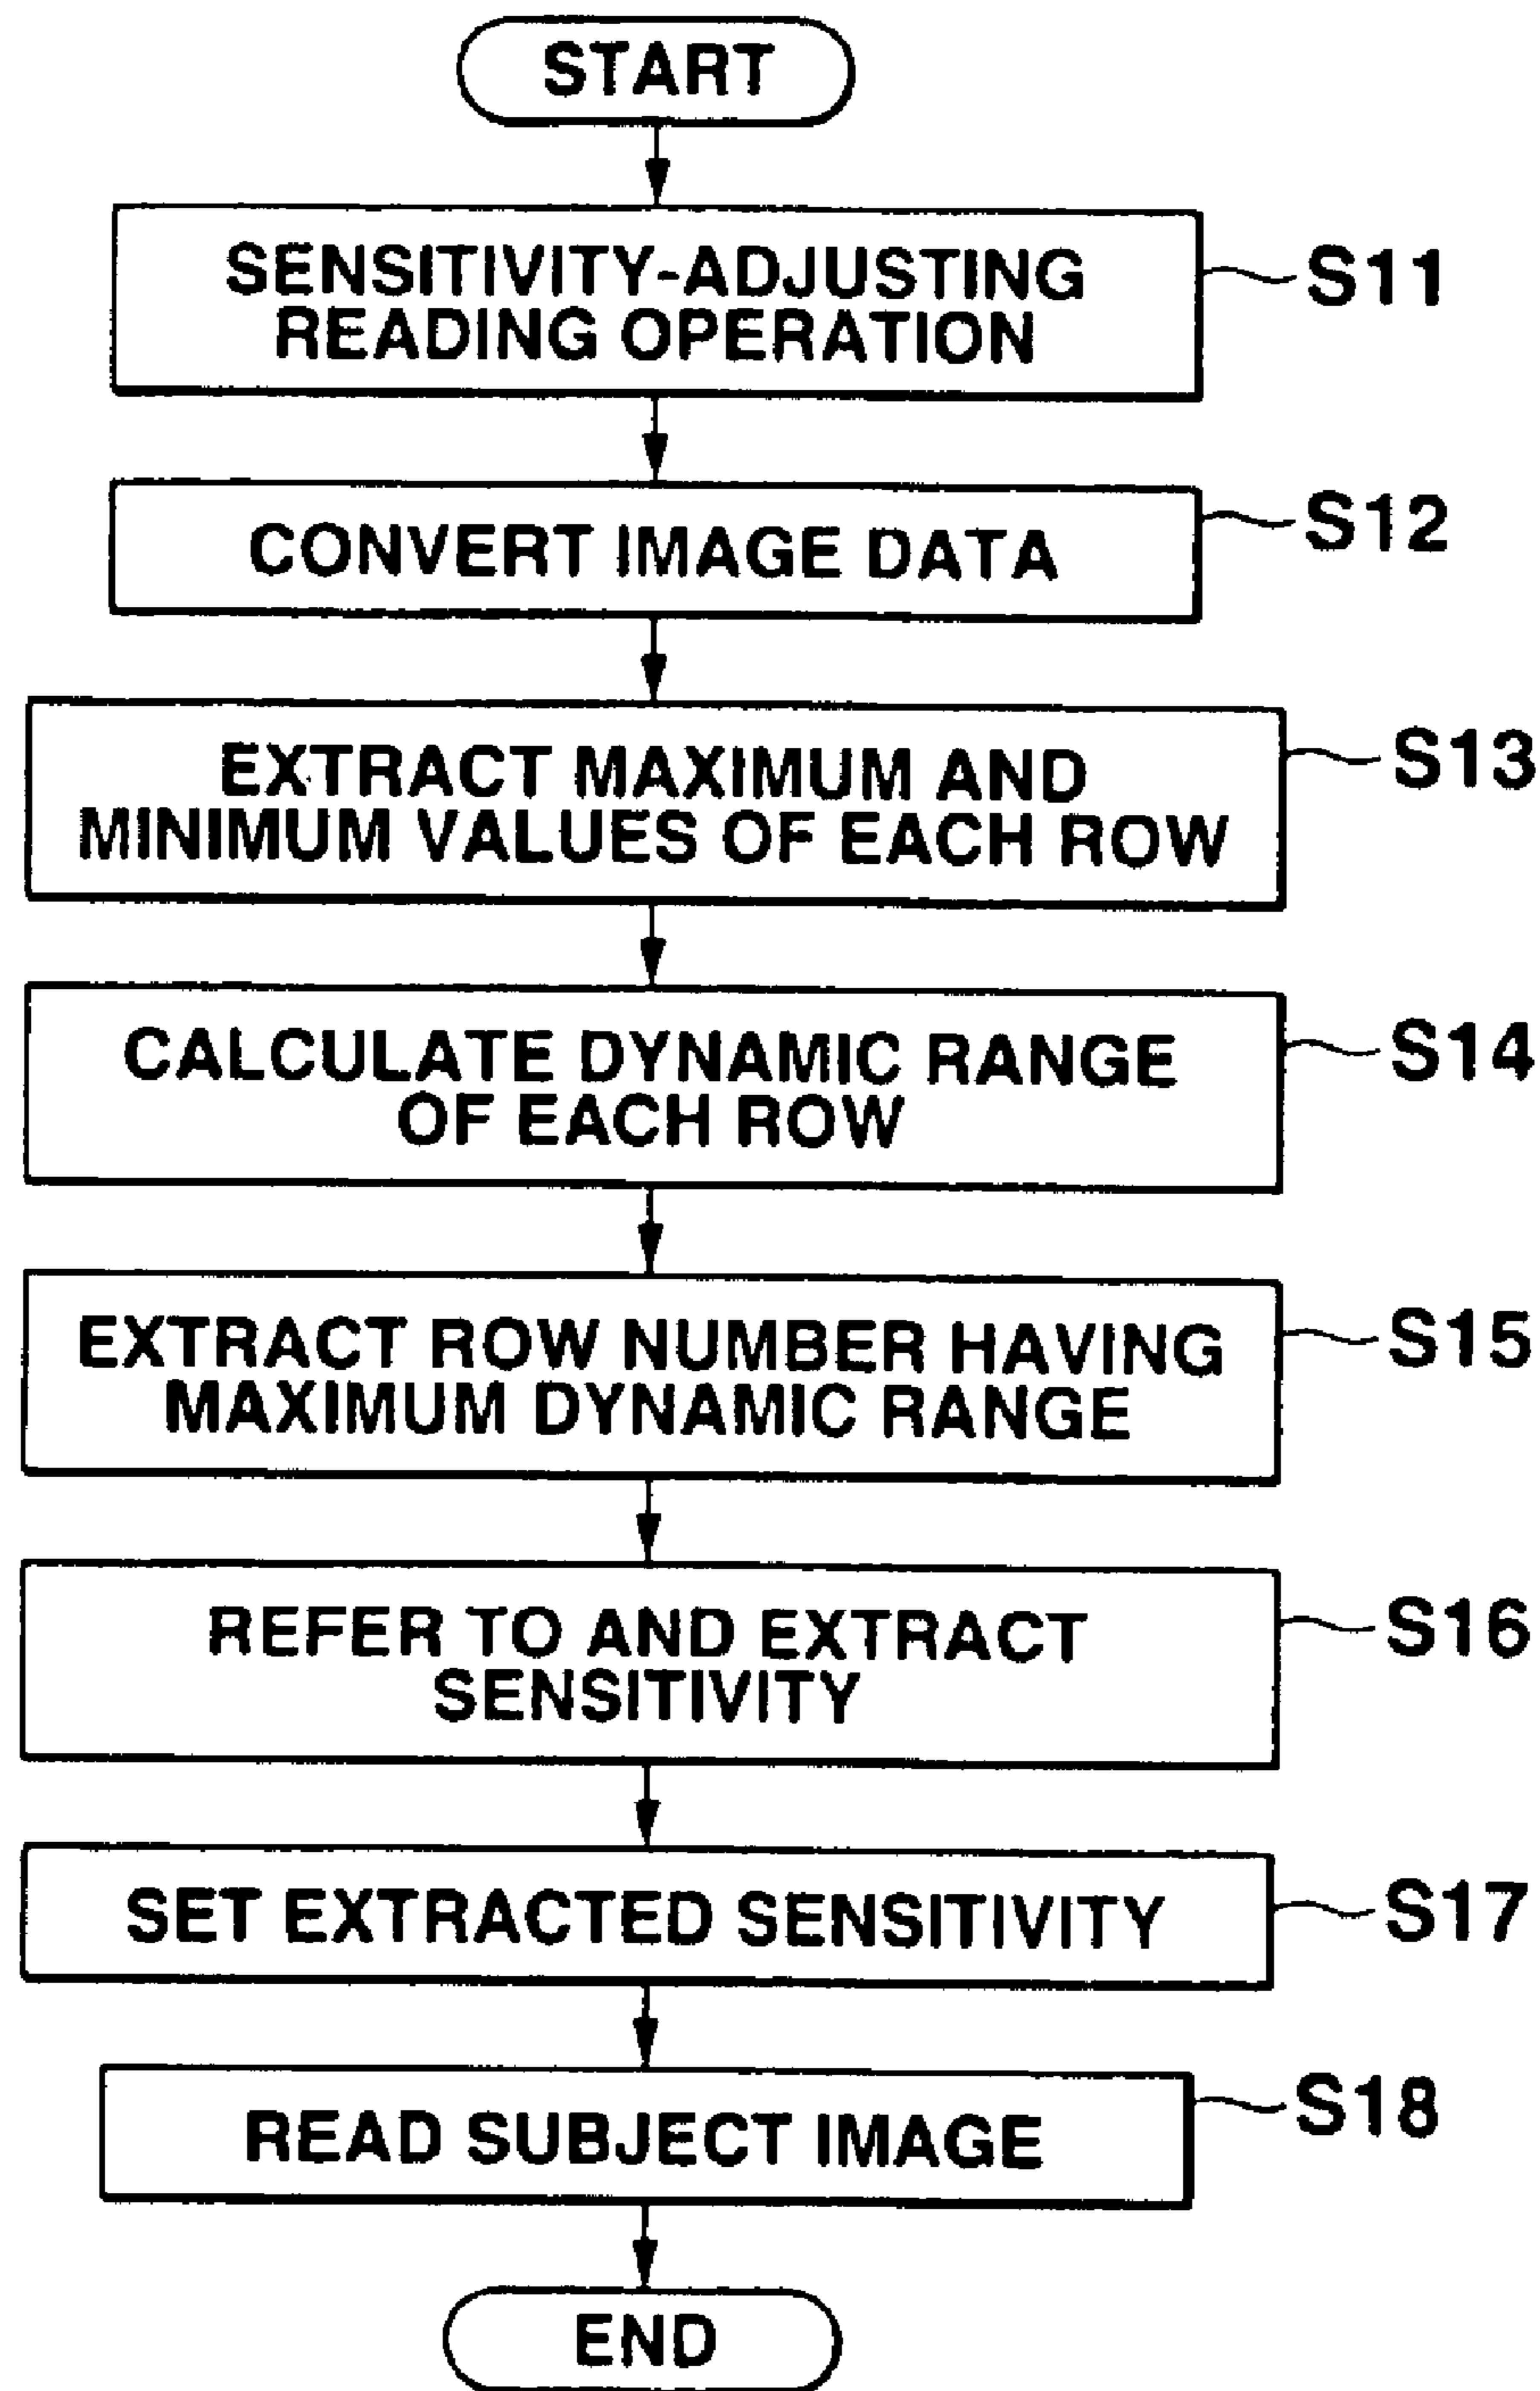 START
SENSITIVITY-ADJUSTING
READING OPERATION
S11
CONVERT IMAGE DATA
S12
EXTRACT MAXIMUM AND
MINIMUM VALUES OF EACH ROW
S13
CALCULATE DYNAMIC RANGE
OF EACH ROW
S14
EXTRACT ROW NUMBER HAVING
MAXIMUM DYNAMIC RANGE
S15
REFER TO AND EXTRACT
SENSITIVITY
S16
SET EXTRACTED SENSITIVITY
S17
READ SUBJECT IMAGE
S18
END